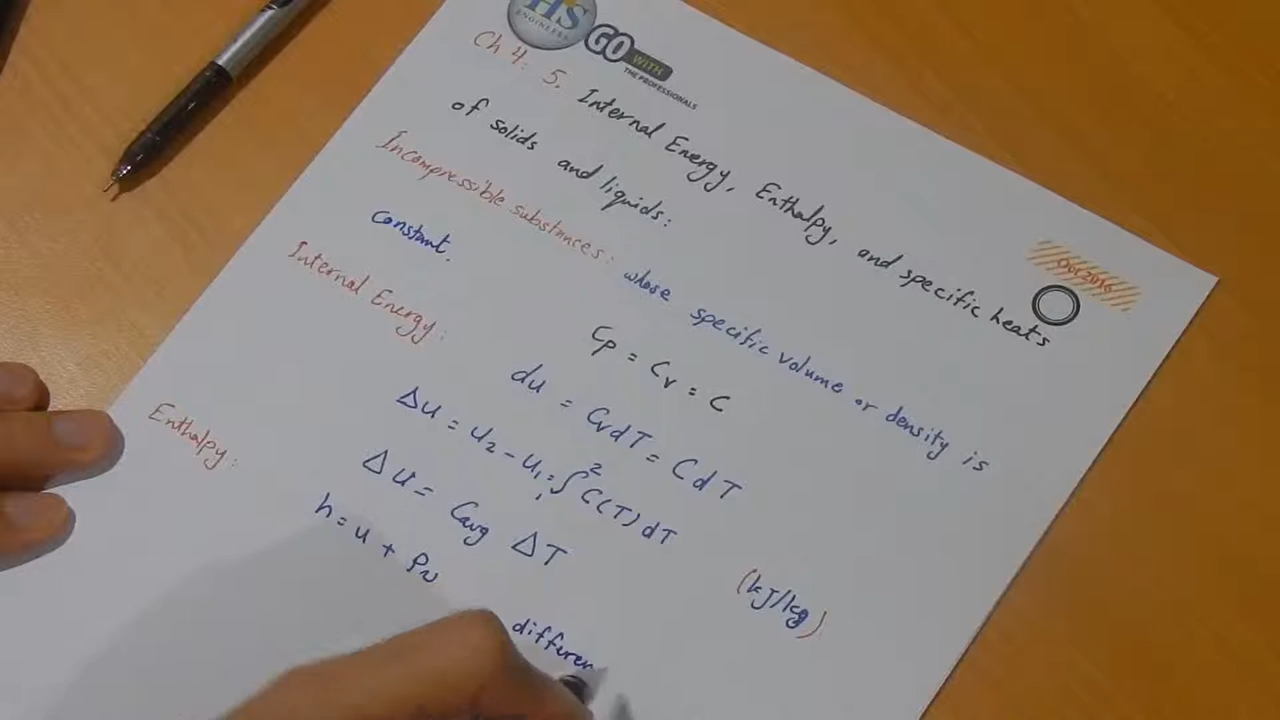 HS
ENGINEERS
GO WITH
THE PROFESSIONALS
Ch 4: 5. Internal Energy, Enthalpy, and specific heats
of solids and liquids:
Oct 2016
Incompressible substances: whose specific volume or density is
constant.
Cp = Cv = C
Internal Energy:
du = CvdT = CdT
Δu = u2 - u1 = ∫₁² C(T) dT
Δu = Cavg ΔT (kJ/kg)
Enthalpy:
h = u + Pv
differen